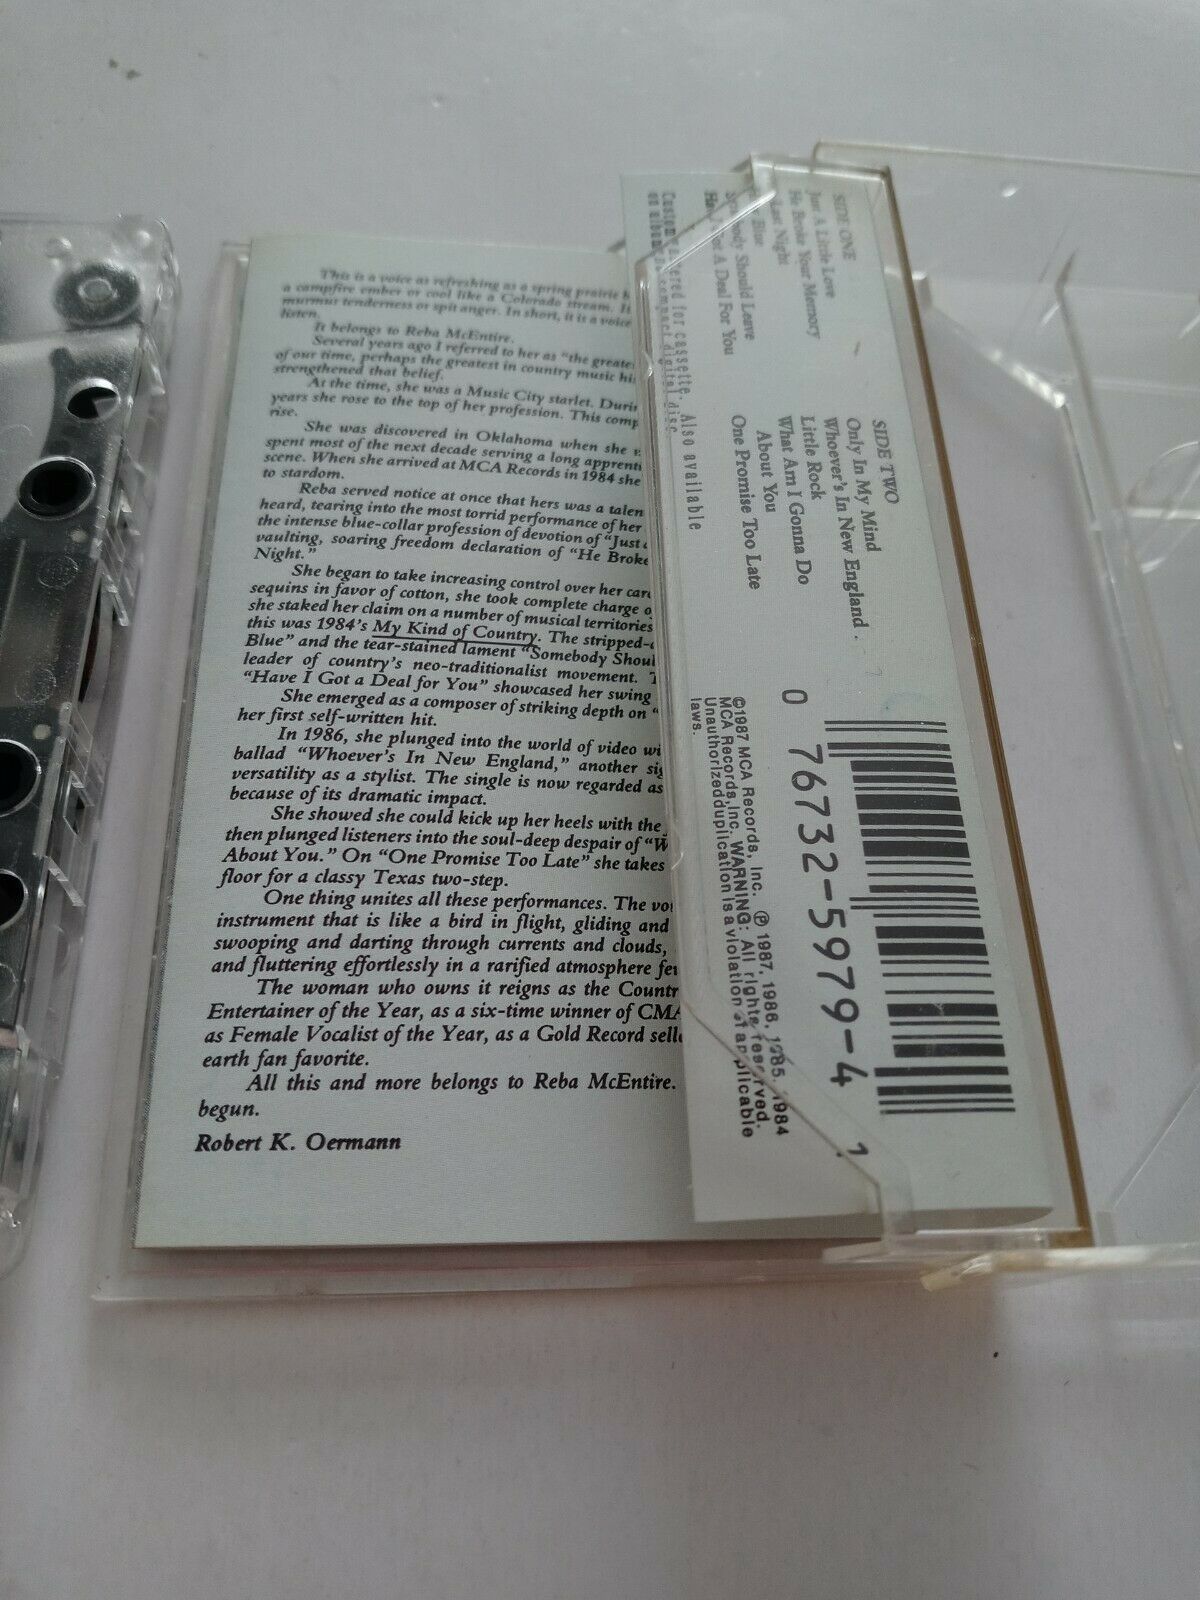 This is a voice as refreshing as a spring prairie
a campfire ember or cool like a Colorado stream. It
murmur tenderness or spit anger. In short, it is a voice
listen.
It belongs to Reba McEntire.
Several years ago I referred to her as "the greates
of our time, perhaps the greatest in country music his
strengthened that belief.
At the time, she was a Music City starlet. Durin
years she rose to the top of her profession. This comp
rise.
She was discovered in Oklahoma when she
spent most of the next decade serving a long apprenti
scene. When she arrived at MCA Records in 1984 she
to stardom.
Reba served notice at once that hers was a talen
heard, tearing into the most torrid performance of her
the intense blue-collar profession of devotion of "Just
vaulting, soaring freedom declaration of "He Broke
Night."
She began to take increasing control over her care
sequins in favor of cotton, she took complete charge o
she staked her claim on a number of musical territories
this was 1984's My Kind of Country. The stripped-
Blue" and the tear-stained lament "Somebody Shoul
leader of country's neo-traditionalist movement.
"Have I Got a Deal for You" showcased her swing
She emerged as a composer of striking depth on "
her first self-written hit.
In 1986, she plunged into the world of video wi
ballad "Whoever's In New England," another sig
versatility as a stylist. The single is now regarded as
because of its dramatic impact.
She showed she could kick up her heels with the
then plunged listeners into the soul-deep despair of "W
About You." On "One Promise Too Late" she takes
floor for a classy Texas two-step.
One thing unites all these performances. The voi
instrument that is like a bird in flight, gliding and
swooping and darting through currents and clouds,
and fluttering effortlessly in a rarified atmosphere fe
The woman who owns it reigns as the Countr
Entertainer of the Year, as a six-time winner of CMA
as Female Vocalist of the Year, as a Gold Record selle
earth fan favorite.
All this and more belongs to Reba McEntire.
begun.
Robert K. Oermann
SIDE ONE
Just A Little Love
He Broke Your Memory
Last Night
Blue
Somebody Should Leave
Have I Got A Deal For You
SIDE TWO
Only In My Mind
Whoever's In New England
Little Rock
What Am I Gonna Do
About You
One Promise Too Late
Custom mastered for cassette. Also available
on album and compact digital disc.
0 76732-5979-4 1
©1987 MCA Records, Inc. ℗ 1987, 1986, 1985, 1984
MCA Records, Inc. WARNING: All rights reserved.
Unauthorized duplication is a violation of applicable
laws.